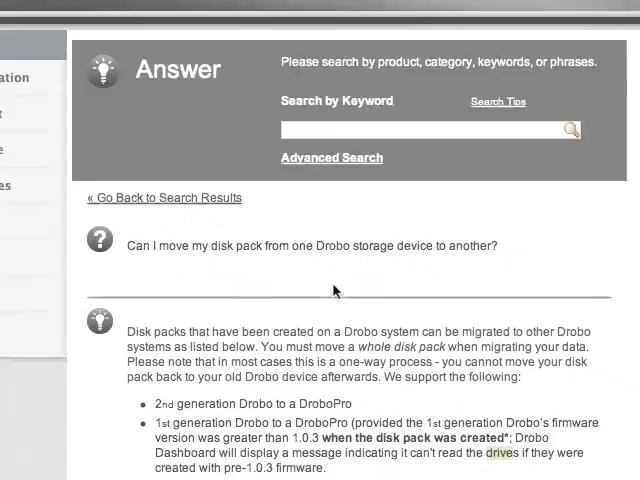 ation
Answer
Please search by product, category, keywords, or phrases.
t
Search by Keyword
Search Tips
e
Advanced Search
es
« Go Back to Search Results
?
Can I move my disk pack from one Drobo storage device to another?
Disk packs that have been created on a Drobo system can be migrated to other Drobo
systems as listed below. You must move a whole disk pack when migrating your data.
Please note that in most cases this is a one-way process - you cannot move your disk
pack back to your old Drobo device afterwards. We support the following:
• 2nd generation Drobo to a DroboPro
• 1st generation Drobo to a DroboPro (provided the 1st generation Drobo's firmware
version was greater than 1.0.3 when the disk pack was created*; Drobo
Dashboard will display a message indicating it can't read the drives if they were
created with pre-1.0.3 firmware.